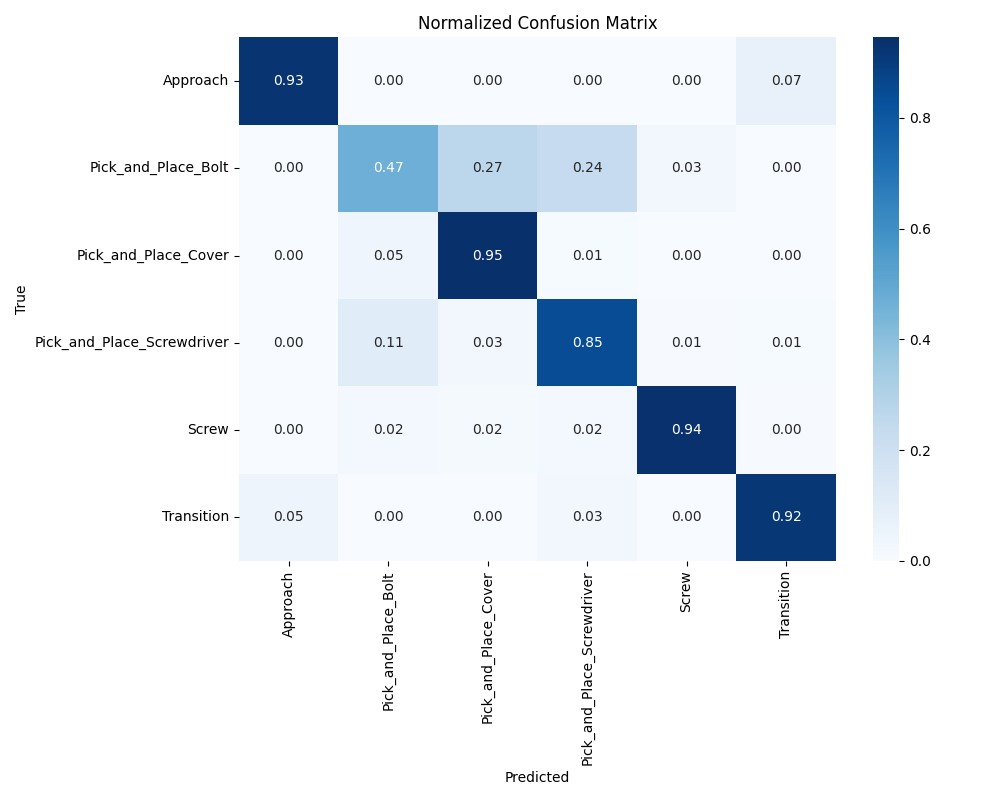 Normalized Confusion Matrix
True
Approach 0.93 0.00 0.00 0.00 0.00 0.07
Pick_and_Place_Bolt 0.00 0.47 0.27 0.24 0.03 0.00
Pick_and_Place_Cover 0.00 0.05 0.95 0.01 0.00 0.00
Pick_and_Place_Screwdriver 0.00 0.11 0.03 0.85 0.01 0.01
Screw 0.00 0.02 0.02 0.02 0.94 0.00
Transition 0.05 0.00 0.00 0.03 0.00 0.92
Approach
Pick_and_Place_Bolt
Pick_and_Place_Cover
Pick_and_Place_Screwdriver
Screw
Transition
Predicted
0.8
0.6
0.4
0.2
0.0